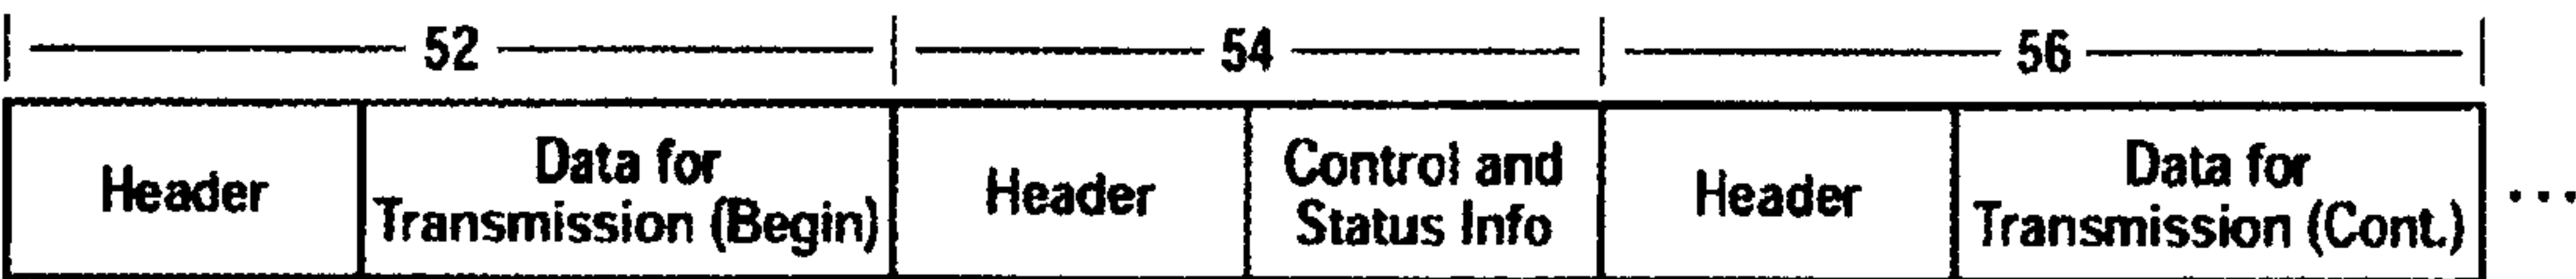 52 54 56
Header
Data for
Transmission (Begin)
Header
Control and
Status Info
Header
Data for
Transmission (Cont.)
...